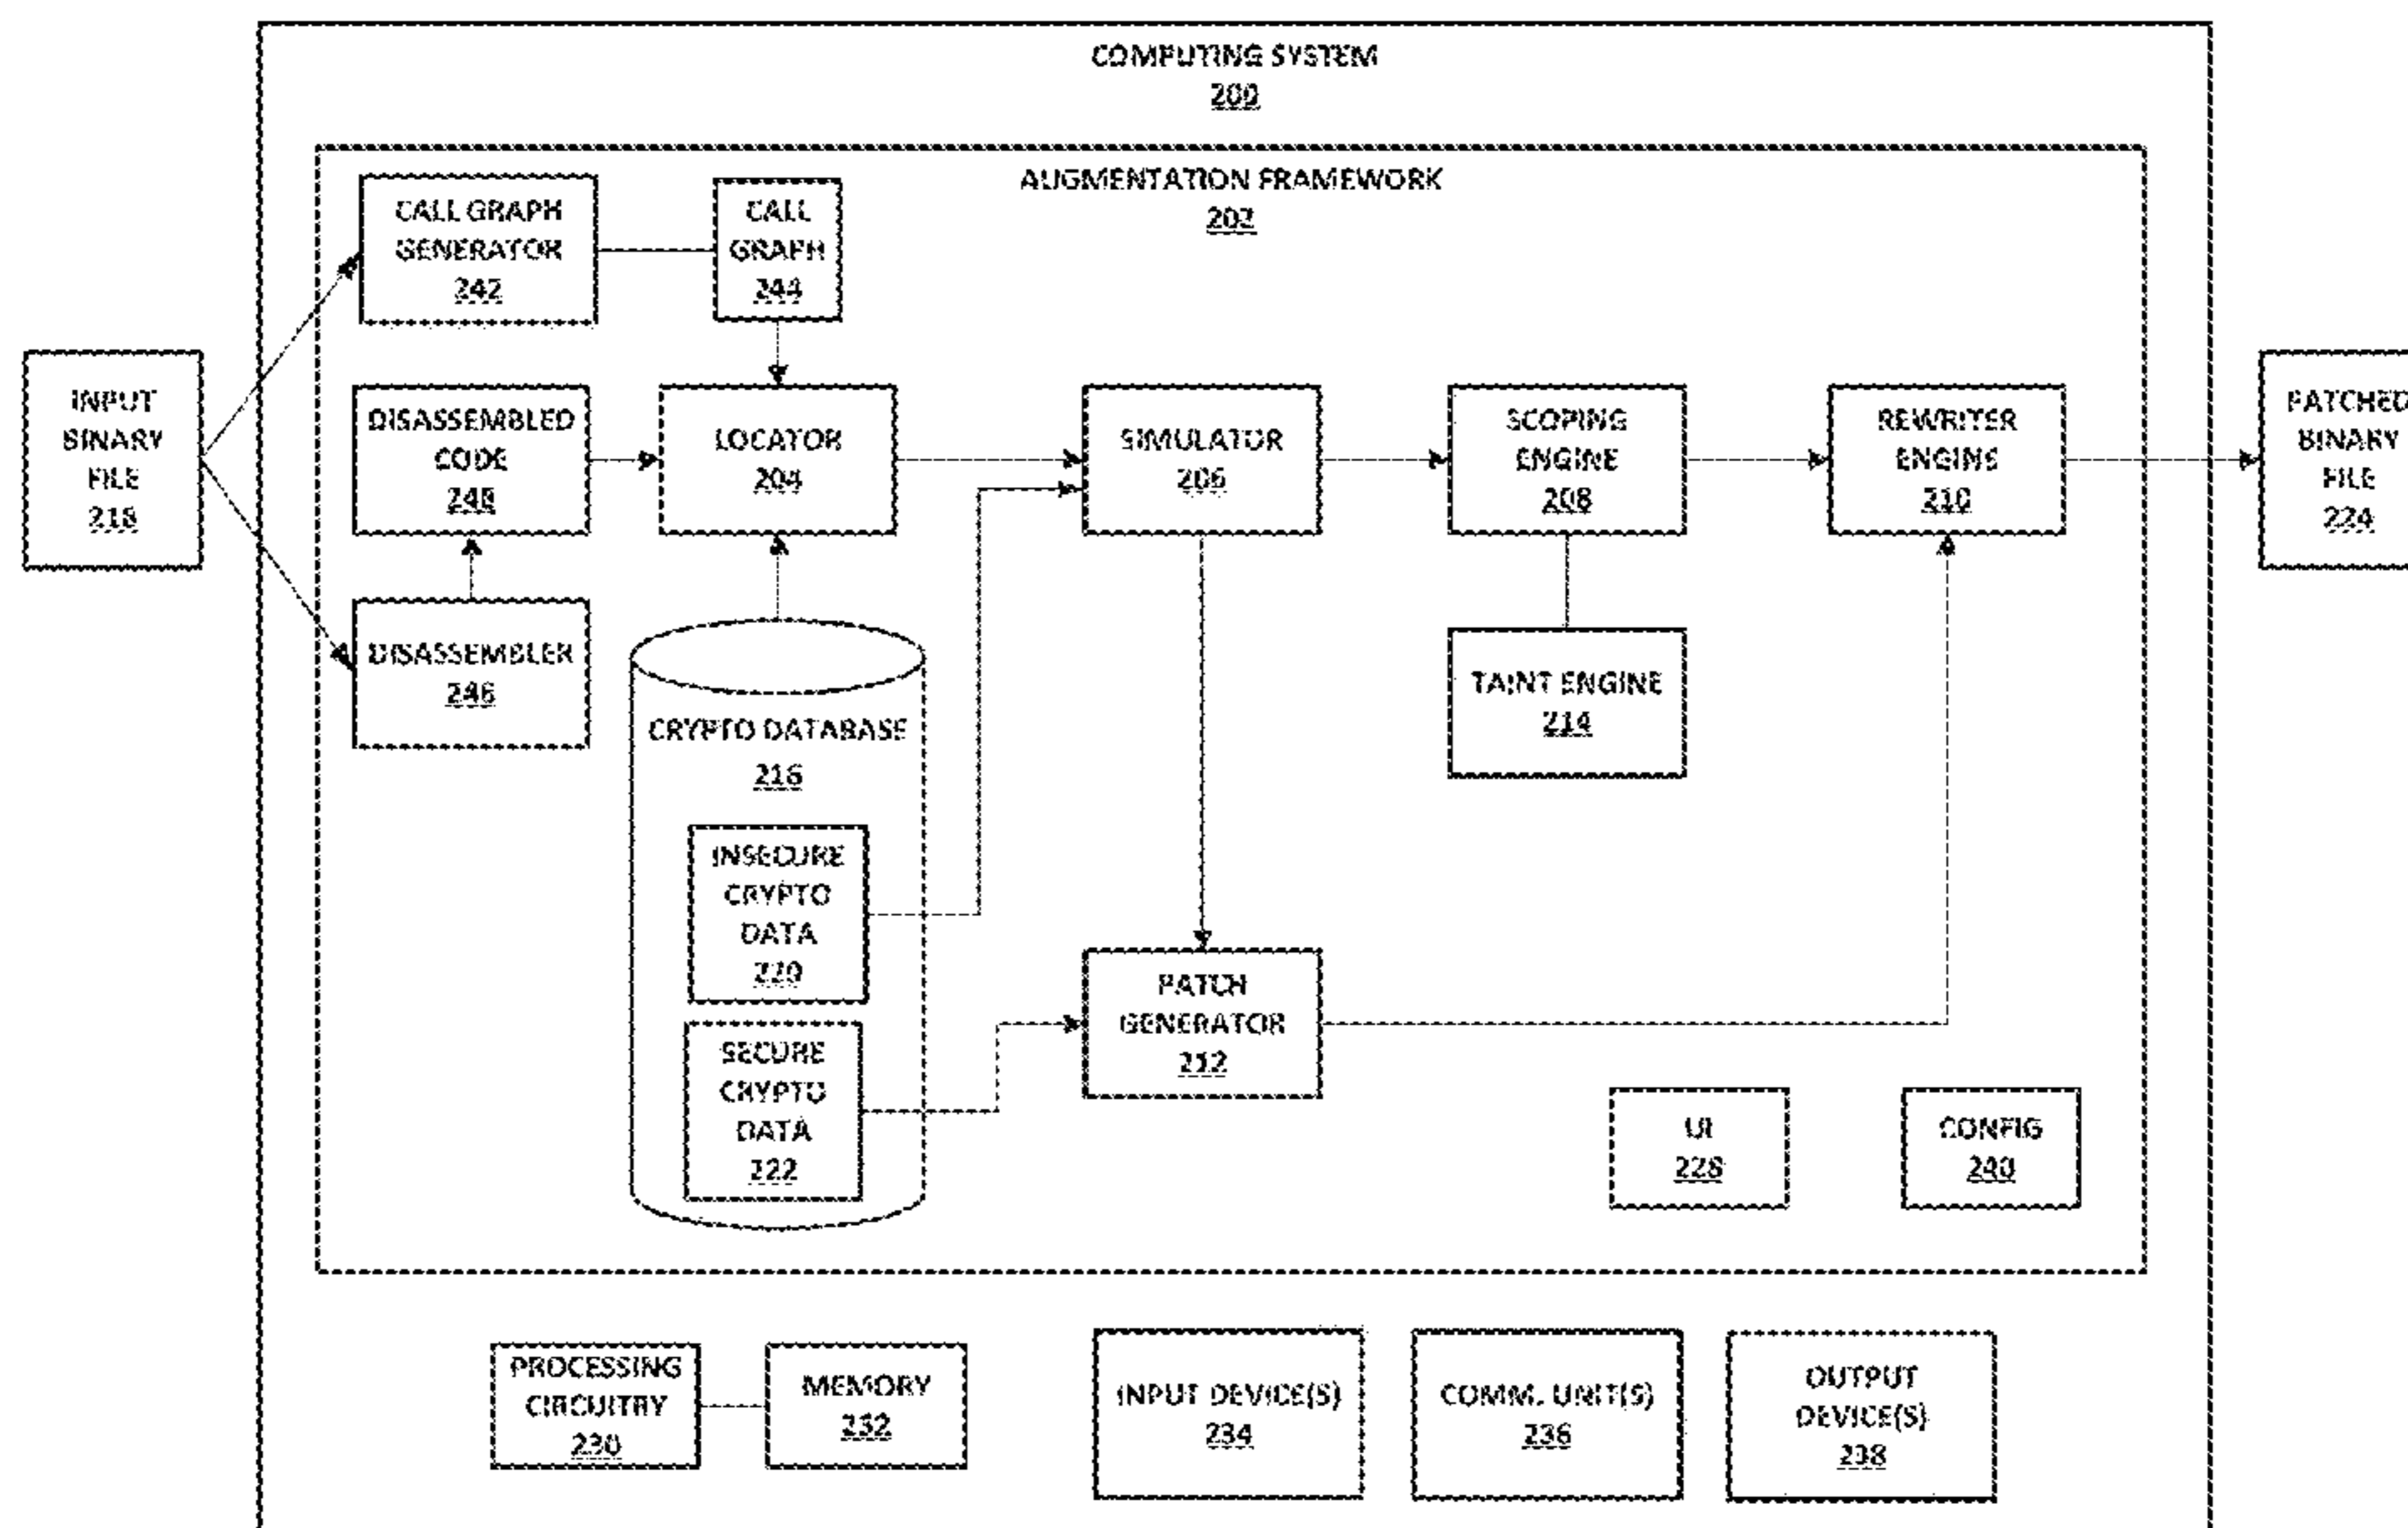 COMPUTING SYSTEM
200
AUGMENTATION FRAMEWORK
202
CALL GRAPH
GENERATOR
242
CALL
GRAPH
244
INPUT
BINARY
FILE
218
DISASSEMBLED
CODE
248
LOCATOR
204
SIMULATOR
206
SCOPING
ENGINE
208
REWRITER
ENGINE
210
PATCHED
BINARY
FILE
224
DISASSEMBLER
246
TAINT ENGINE
214
CRYPTO DATABASE
216
INSECURE
CRYPTO
DATA
220
SECURE
CRYPTO
DATA
222
PATCH
GENERATOR
212
UI
228
CONFIG
240
PROCESSING
CIRCUITRY
230
MEMORY
232
INPUT DEVICE(S)
234
COMM. UNIT(S)
236
OUTPUT
DEVICE(S)
238